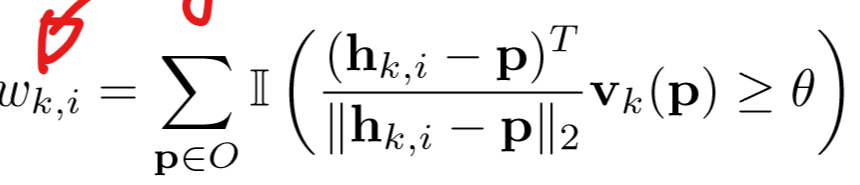 $w_{k,i} = \sum_{\mathbf{p} \in O} \mathbb{I} \left( \frac{(\mathbf{h}_{k,i} - \mathbf{p})^T}{\|\mathbf{h}_{k,i} - \mathbf{p}\|_2} \mathbf{v}_k(\mathbf{p}) \geq \theta \right)$